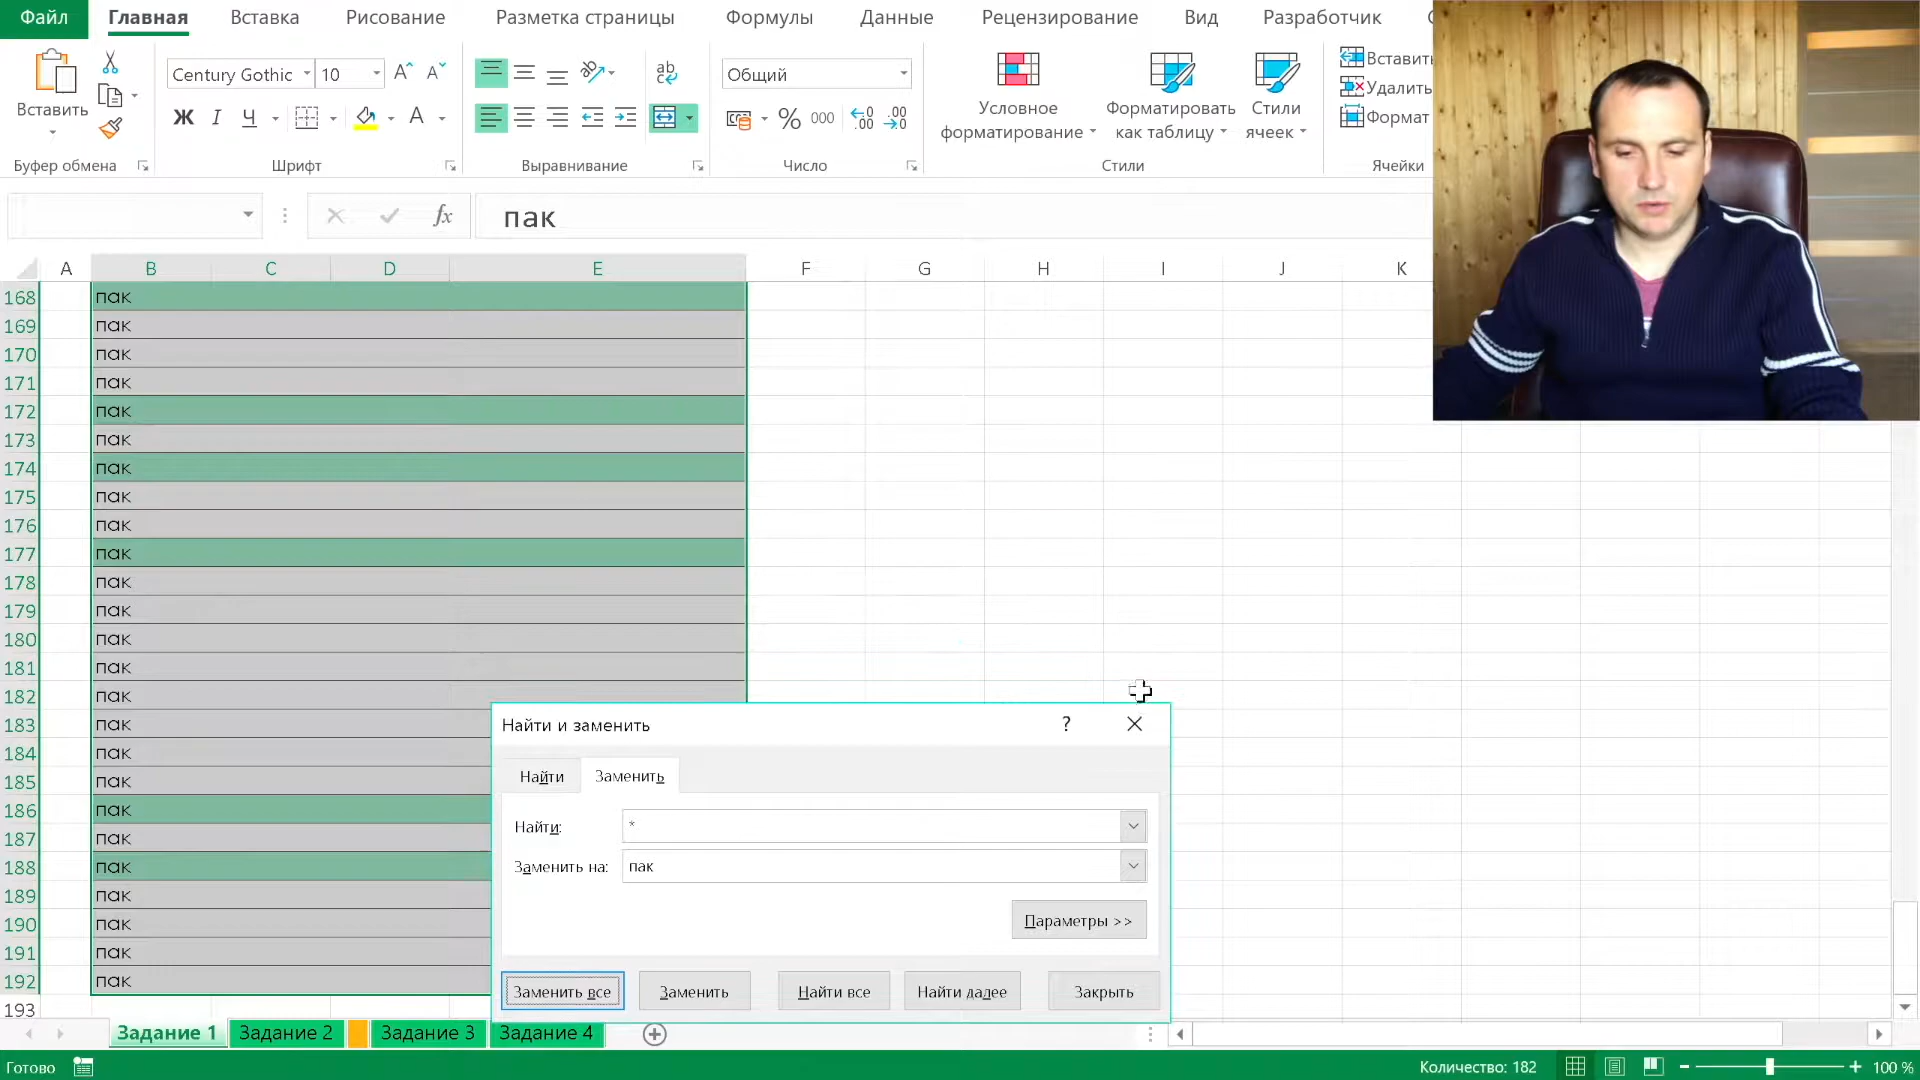 Файл Главная Вставка Рисование Разметка страницы Формулы Данные Рецензирование Вид Разработчик
Вставить
Century Gothic 10
Ж К Ч
Общий
% 000
Условное форматирование
Форматировать как таблицу
Стили ячеек
Вставить
Удалить
Формат
Буфер обмена Шрифт Выравнивание Число Стили Ячейки
fx пак
A B C D E F G H I J K
168 пак
169 пак
170 пак
171 пак
172 пак
173 пак
174 пак
175 пак
176 пак
177 пак
178 пак
179 пак
180 пак
181 пак
182 пак
183 пак
184 пак
185 пак
186 пак
187 пак
188 пак
189 пак
190 пак
191 пак
192 пак
193
Найти и заменить ?
Найти Заменить
Найти: *
Заменить на: пак
Параметры >>
Заменить все Заменить Найти все Найти далее Закрыть
Задание 1 Задание 2 Задание 3 Задание 4
Готово Количество: 182 100 %